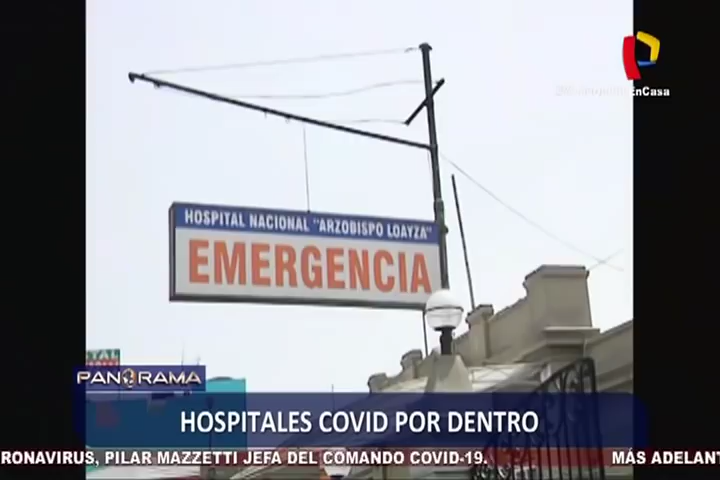 HOSPITAL NACIONAL "ARZOBISPO LOAYZA"
EMERGENCIA
PANORAMA
HOSPITALES COVID POR DENTRO
RONAVIRUS, PILAR MAZZETTI JEFA DEL COMANDO COVID-19.
MÁS ADELANT